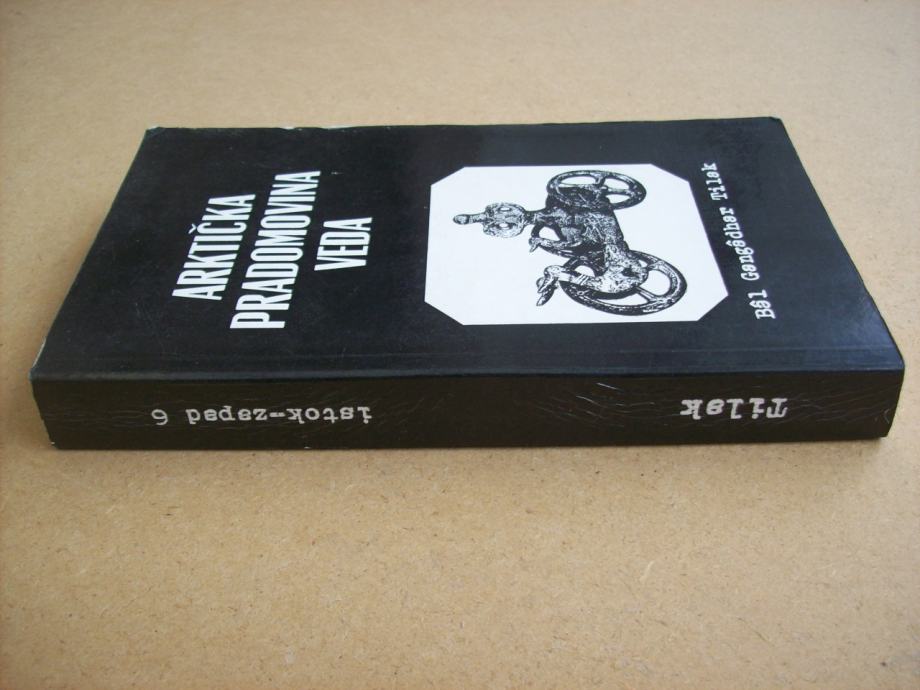 ARKTIČKA
PRADOMOVINA
VEDA
Bâl Gangâdhar Tilak
istok-zapad 6
Tilak